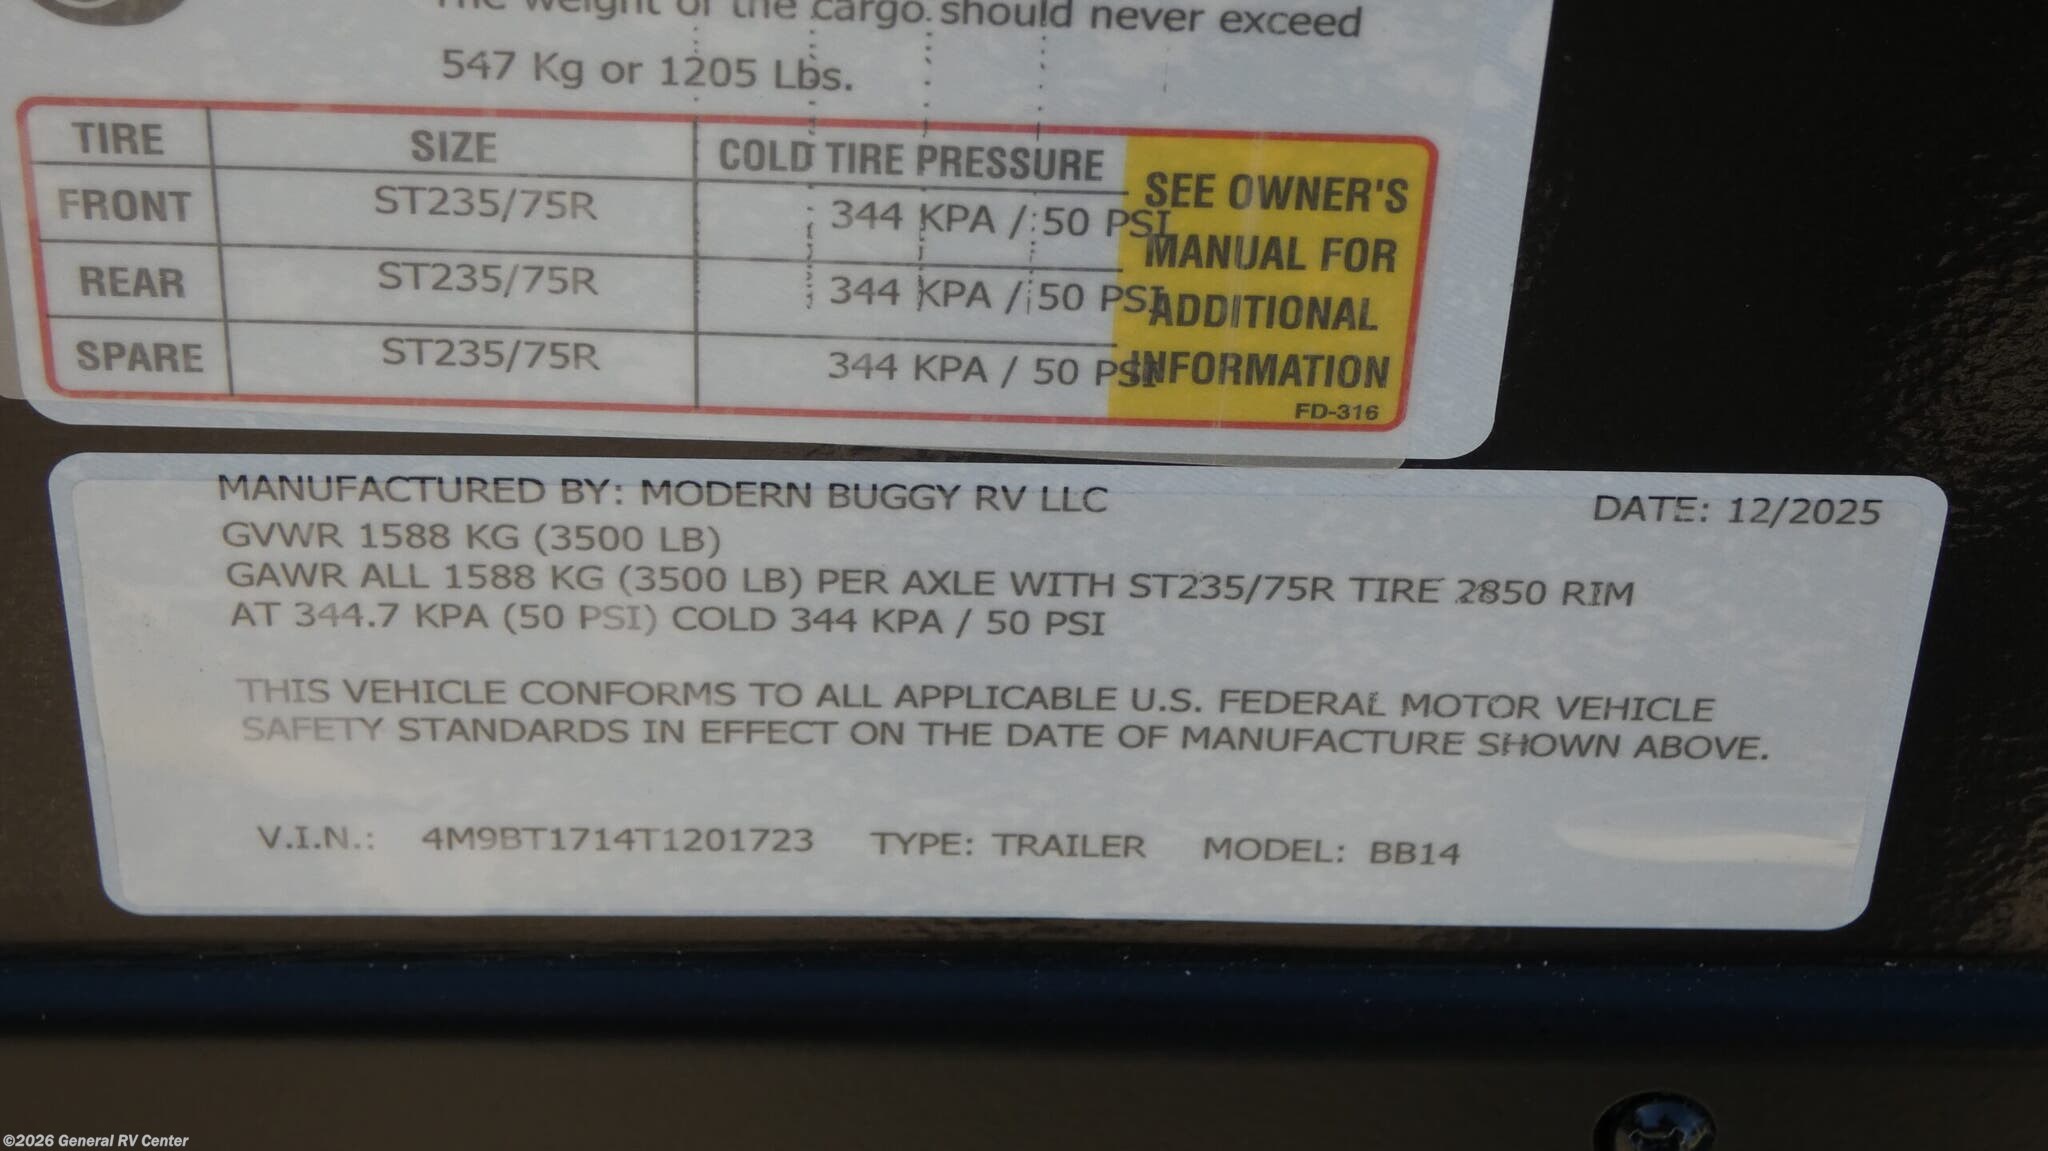 The weight of the cargo should never exceed
547 Kg or 1205 Lbs.
TIRE SIZE COLD TIRE PRESSURE
FRONT ST235/75R 344 KPA / 50 PSI
REAR ST235/75R 344 KPA / 50 PSI
SPARE ST235/75R 344 KPA / 50 PSI
SEE OWNER'S
MANUAL FOR
ADDITIONAL
INFORMATION
FD-316
MANUFACTURED BY: MODERN BUGGY RV LLC DATE: 12/2025
GVWR 1588 KG (3500 LB)
GAWR ALL 1588 KG (3500 LB) PER AXLE WITH ST235/75R TIRE 2850 RIM
AT 344.7 KPA (50 PSI) COLD 344 KPA / 50 PSI
THIS VEHICLE CONFORMS TO ALL APPLICABLE U.S. FEDERAL MOTOR VEHICLE
SAFETY STANDARDS IN EFFECT ON THE DATE OF MANUFACTURE SHOWN ABOVE.
V.I.N.: 4M9BT1714T1201723 TYPE: TRAILER MODEL: BB14
©2026 General RV Center